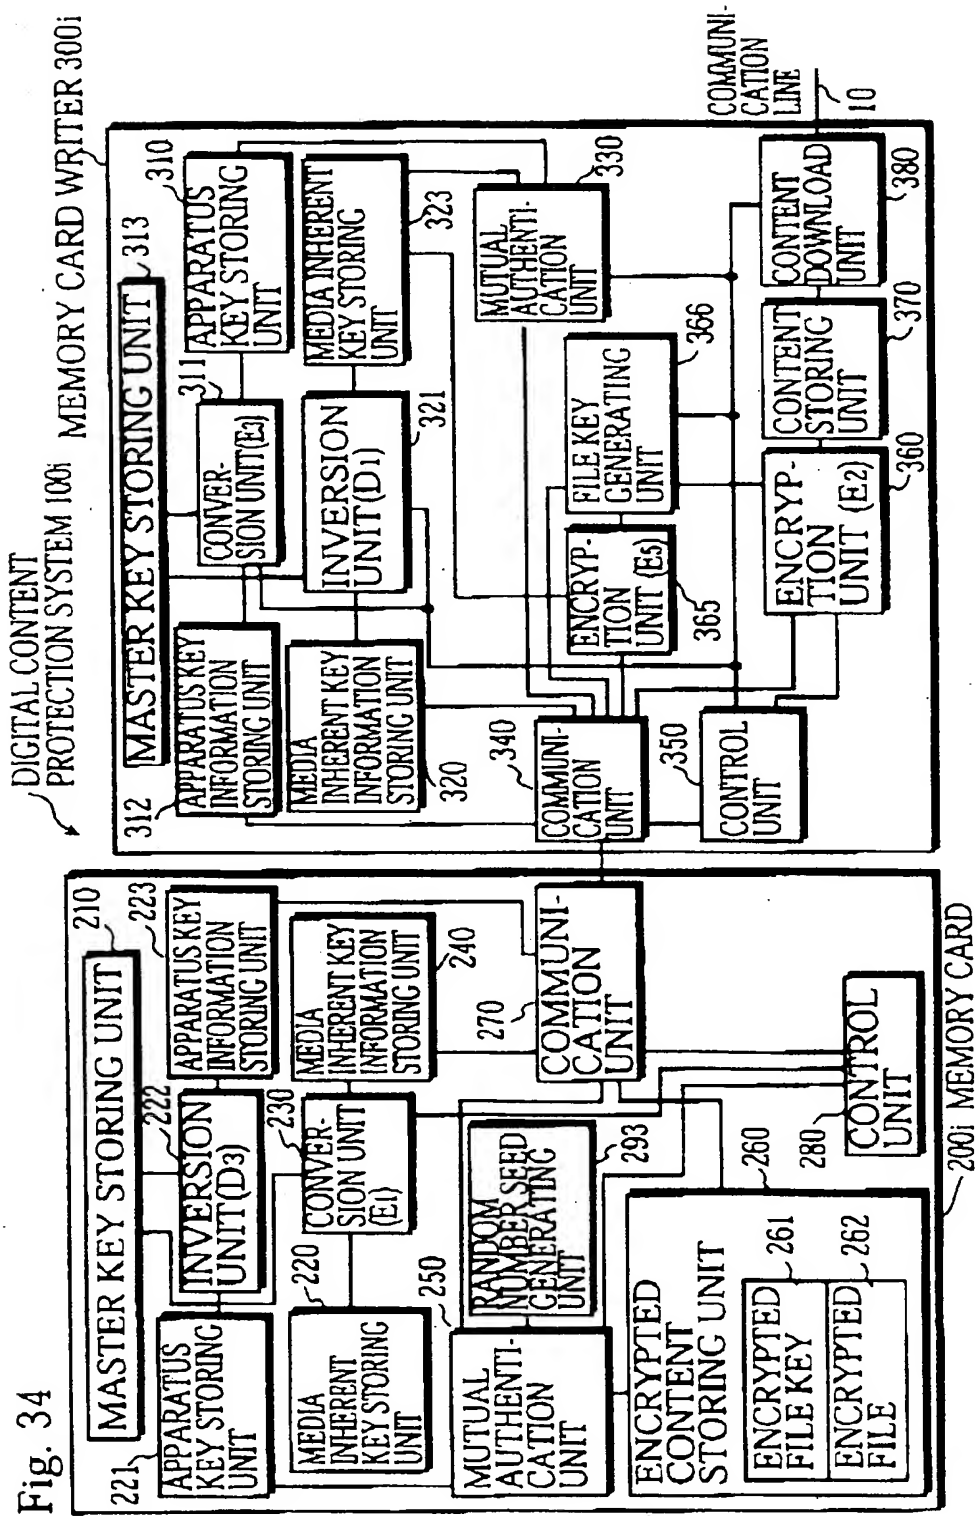 Fig. 34
DIGITAL CONTENT
PROTECTION SYSTEM 100i
MEMORY CARD WRITER 300i
MASTER KEY STORING UNIT
210
221
APPARATUS
KEY STORING
UNIT
222
INVERSION
UNIT(D3)
223
APPARATUS KEY
INFORMATION
STORING UNIT
220
MEDIA
INHERENT
KEY STORING
UNIT
230
CONVER-
SION UNIT
(E1)
MEDIA
INHERENT KEY
INFORMATION
STORING UNIT
240
250
MUTUAL
AUTHENTI-
CATION
UNIT
RANDOM
NUMBER SEED
GENERATING
UNIT
293
270
COMMUNI-
CATION
UNIT
ENCRYPTED
CONTENT
STORING UNIT
260
ENCRYPTED
FILE KEY
261
ENCRYPTED
FILE
262
280
CONTROL
UNIT
200i MEMORY CARD
MASTER KEY STORING UNIT
313
312
APPARATUS KEY
INFORMATION
STORING UNIT
311
CONVER-
SION UNIT(E3)
310
APPARATUS
KEY STORING
UNIT
MEDIA
INHERENT KEY
INFORMATION
STORING UNIT
320
INVERSION
UNIT(D1)
321
MEDIA INHERENT
KEY STORING
UNIT
323
340
COMMUNI-
CATION
UNIT
MUTUAL
AUTHENTI-
CATION
UNIT
330
ENCRYP-
TION
UNIT (E5)
365
FILE KEY
GENERATING
UNIT
366
350
CONTROL
UNIT
ENCRYP-
TION
UNIT (E2)
360
CONTENT
STORING
UNIT
370
CONTENT
DOWNLOAD
UNIT
380
COMMUNI-
CATION
LINE
10